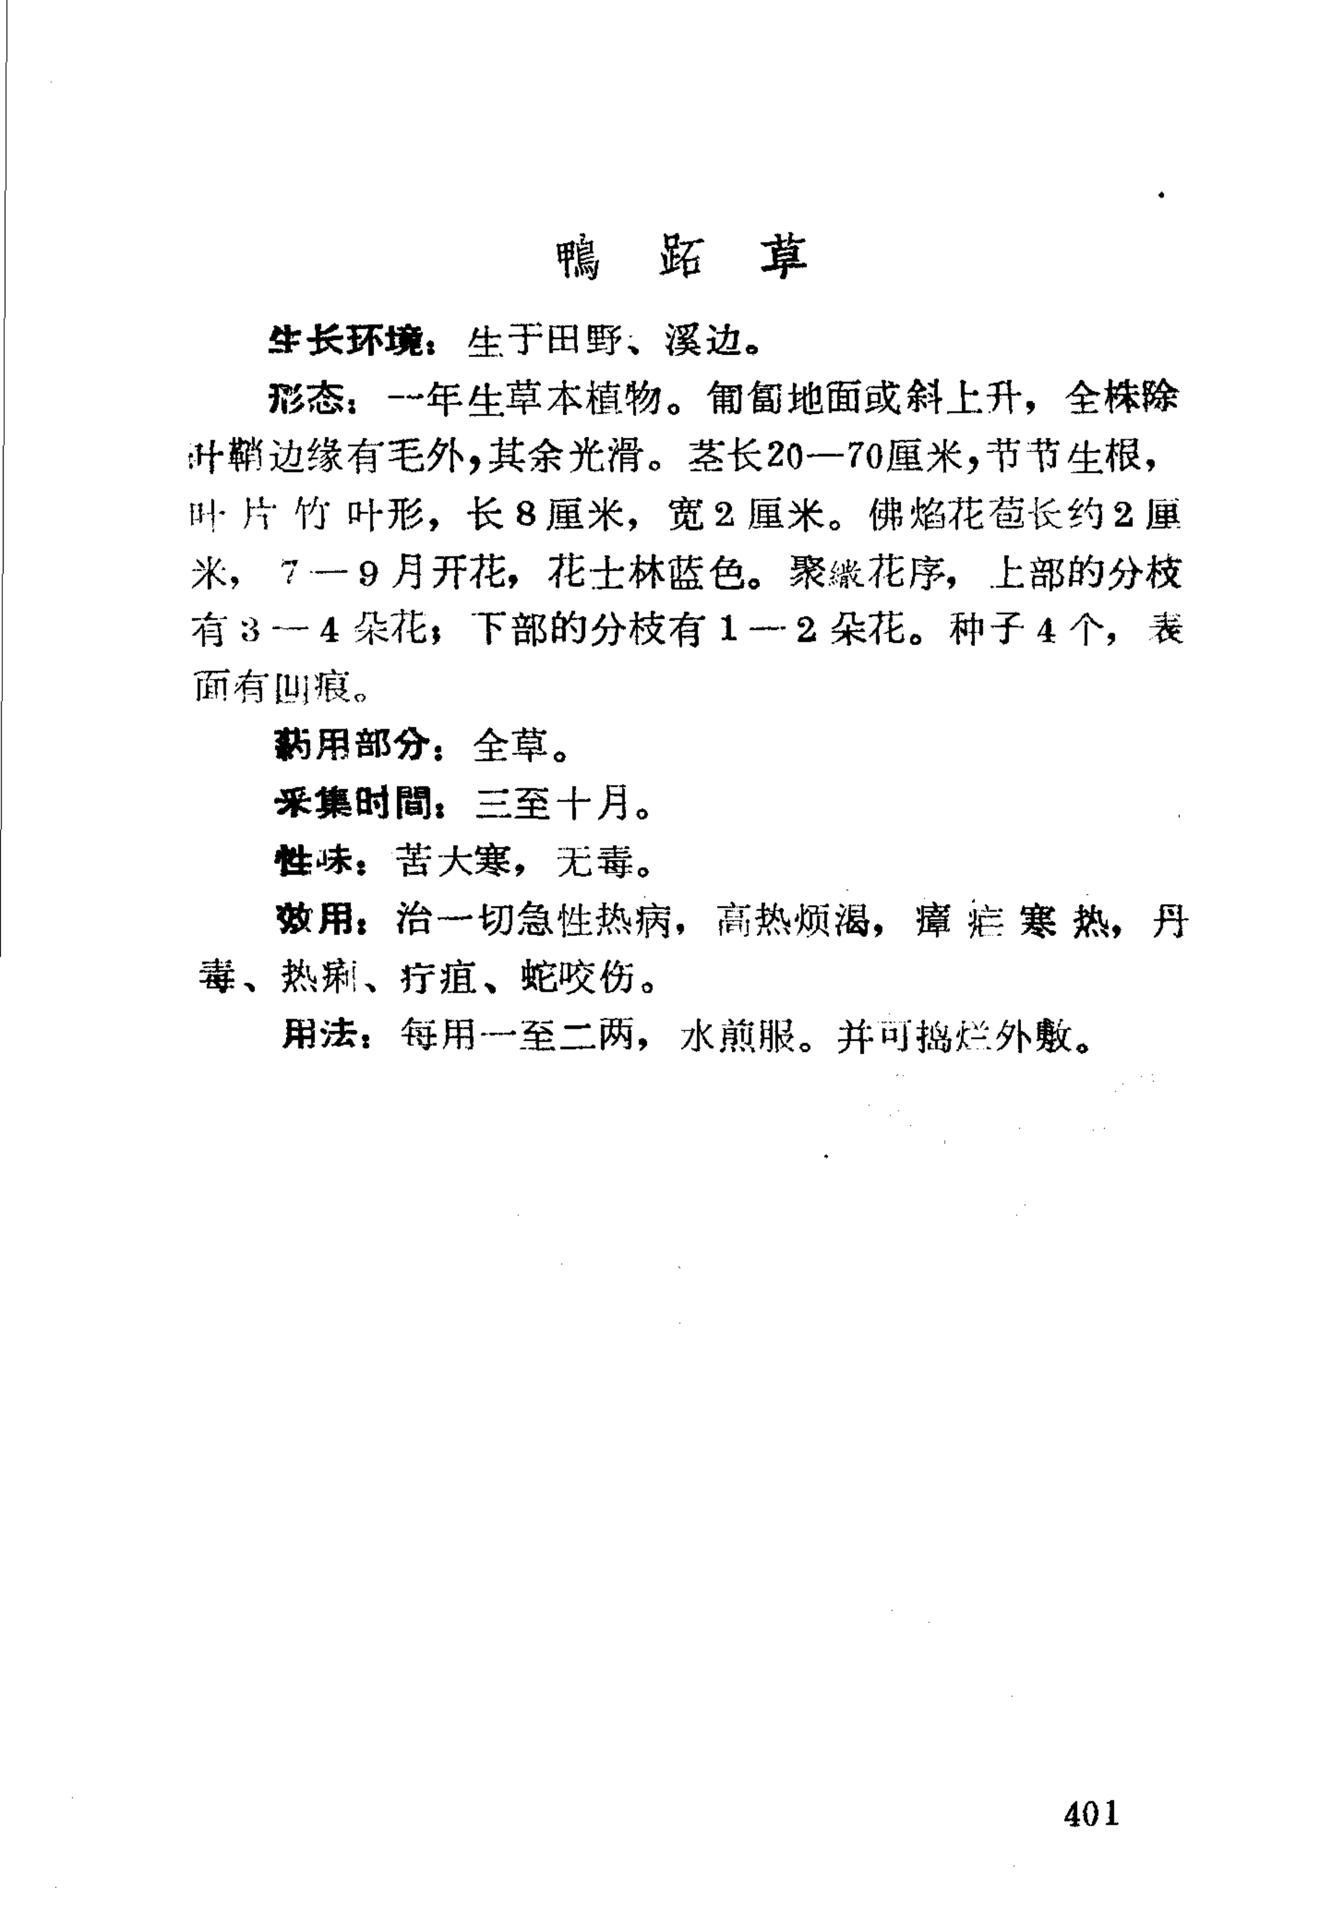 鴨跖草
生长环境：生于田野、溪边。
形态：一年生草本植物。匍匐地面或斜上升，全株除
叶鞘边缘有毛外，其余光滑。茎长20—70厘米，节节生根，
叶片竹叶形，长8厘米，宽2厘米。佛焰花苞长约2厘
米，7—9月开花，花士林蓝色。聚繖花序，上部的分枝
有3—4朵花；下部的分枝有1—2朵花。种子4个，表
面有凹痕。
药用部分：全草。
采集时間：三至十月。
性味：苦大寒，无毒。
效用：治一切急性热病，高热烦渴，瘴疟寒热，丹
毒、热痢、疔疽、蛇咬伤。
用法：每用一至二两，水煎服。并可捣烂外敷。
401